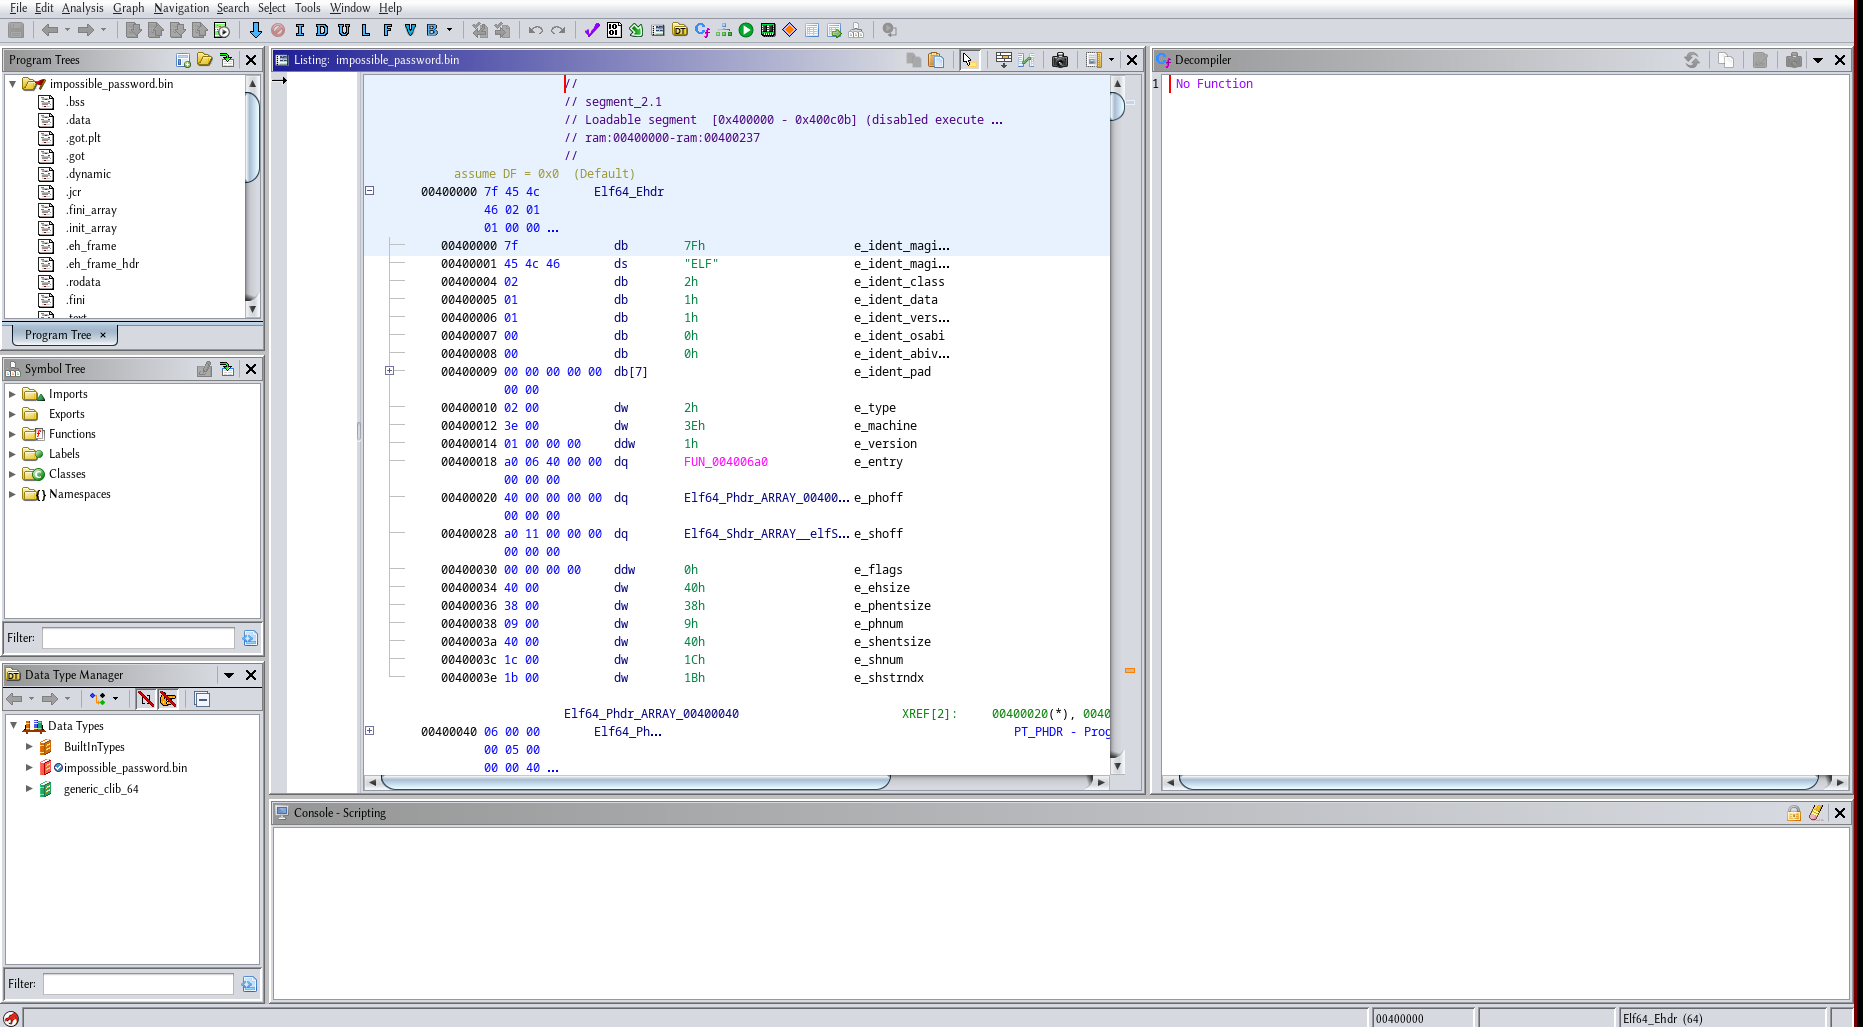 File Edit Analysis Graph Navigation Search Select Tools Window Help
I D U L F V B
Program Trees
impossible_password.bin
.bss
.data
.got.plt
.got
.dynamic
.jcr
.fini_array
.init_array
.eh_frame
.eh_frame_hdr
.rodata
.fini
.text
Program Tree ×
Symbol Tree
Imports
Exports
Functions
Labels
Classes
Namespaces
Filter:
Data Type Manager
Data Types
BuiltInTypes
impossible_password.bin
generic_clib_64
Filter:
Listing: impossible_password.bin
//
// segment_2.1
// Loadable segment [0x400000 - 0x400c0b] (disabled execute ...
// ram:00400000-ram:00400237
//
assume DF = 0x0 (Default)
00400000 7f 45 4c Elf64_Ehdr
46 02 01
01 00 00 ...
00400000 7f db 7Fh e_ident_magi...
00400001 45 4c 46 ds "ELF" e_ident_magi...
00400004 02 db 2h e_ident_class
00400005 01 db 1h e_ident_data
00400006 01 db 1h e_ident_vers...
00400007 00 db 0h e_ident_osabi
00400008 00 db 0h e_ident_abiv...
00400009 00 00 00 00 00 db[7] e_ident_pad
00 00
00400010 02 00 dw 2h e_type
00400012 3e 00 dw 3Eh e_machine
00400014 01 00 00 00 ddw 1h e_version
00400018 a0 06 40 00 00 dq FUN_004006a0 e_entry
00 00 00
00400020 40 00 00 00 00 dq Elf64_Phdr_ARRAY_00400... e_phoff
00 00 00
00400028 a0 11 00 00 00 dq Elf64_Shdr_ARRAY__elfS... e_shoff
00 00 00
00400030 00 00 00 00 ddw 0h e_flags
00400034 40 00 dw 40h e_ehsize
00400036 38 00 dw 38h e_phentsize
00400038 09 00 dw 9h e_phnum
0040003a 40 00 dw 40h e_shentsize
0040003c 1c 00 dw 1Ch e_shnum
0040003e 1b 00 dw 1Bh e_shstrndx
Elf64_Phdr_ARRAY_00400040 XREF[2]: 00400020(*), 0040
00400040 06 00 00 Elf64_Ph... PT_PHDR - Prog
00 05 00
00 00 40 ...
Decompiler
1 No Function
Console - Scripting
00400000
Elf64_Ehdr (64)